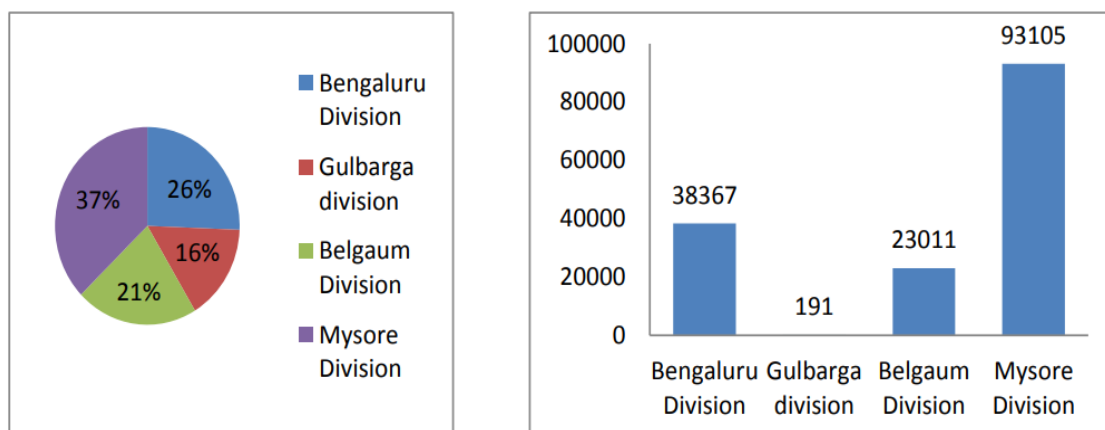 Bengaluru
Division
Gulbarga
division
Belgaum
Division
Mysore
Division
26%
16%
21%
37%
100000
80000
60000
40000
20000
0
38367
191
23011
93105
Bengaluru Gulbarga Belgaum Mysore
Division division Division Division